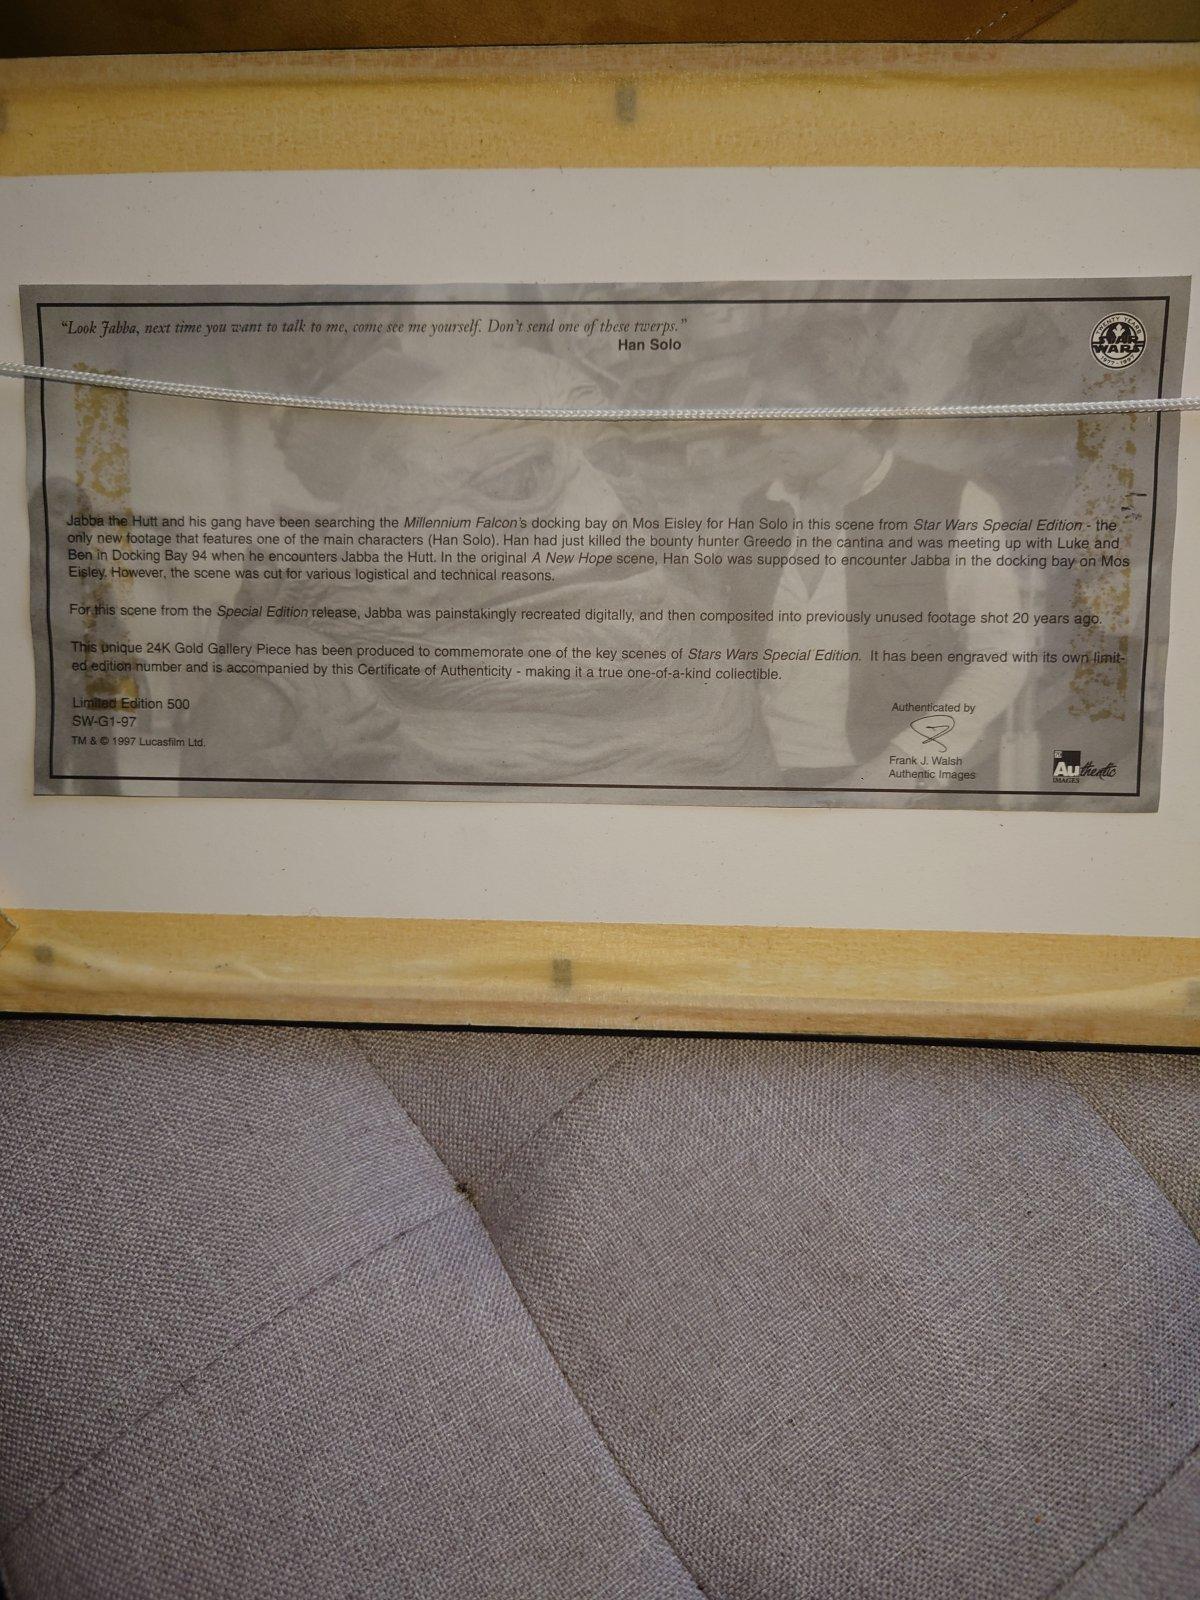 “Look Jabba, next time you want to talk to me, come see me yourself. Don’t send one of these twerps.”
Han Solo
TWENTY YEARS
STAR
WARS
1977 - 1997
Jabba the Hutt and his gang have been searching the Millennium Falcon’s docking bay on Mos Eisley for Han Solo in this scene from Star Wars Special Edition - the
only new footage that features one of the main characters (Han Solo). Han had just killed the bounty hunter Greedo in the cantina and was meeting up with Luke and
Ben in Docking Bay 94 when he encounters Jabba the Hutt. In the original A New Hope scene, Han Solo was supposed to encounter Jabba in the docking bay on Mos
Eisley. However, the scene was cut for various logistical and technical reasons.
For this scene from the Special Edition release, Jabba was painstakingly recreated digitally, and then composited into previously unused footage shot 20 years ago.
This unique 24K Gold Gallery Piece has been produced to commemorate one of the key scenes of Stars Wars Special Edition. It has been engraved with its own limit-
ed edition number and is accompanied by this Certificate of Authenticity - making it a true one-of-a-kind collectible.
Limited Edition 500
SW-G1-97
TM & © 1997 Lucasfilm Ltd.
Authenticated by
Frank J. Walsh
Authentic Images
Authentic
IMAGES